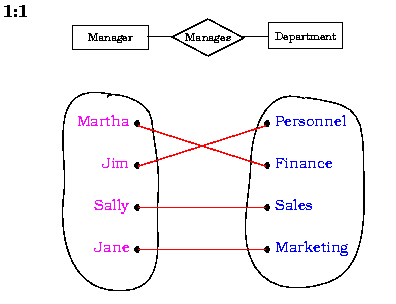 1:1
Manager Manages Department
Martha Personnel
Jim Finance
Sally Sales
Jane Marketing